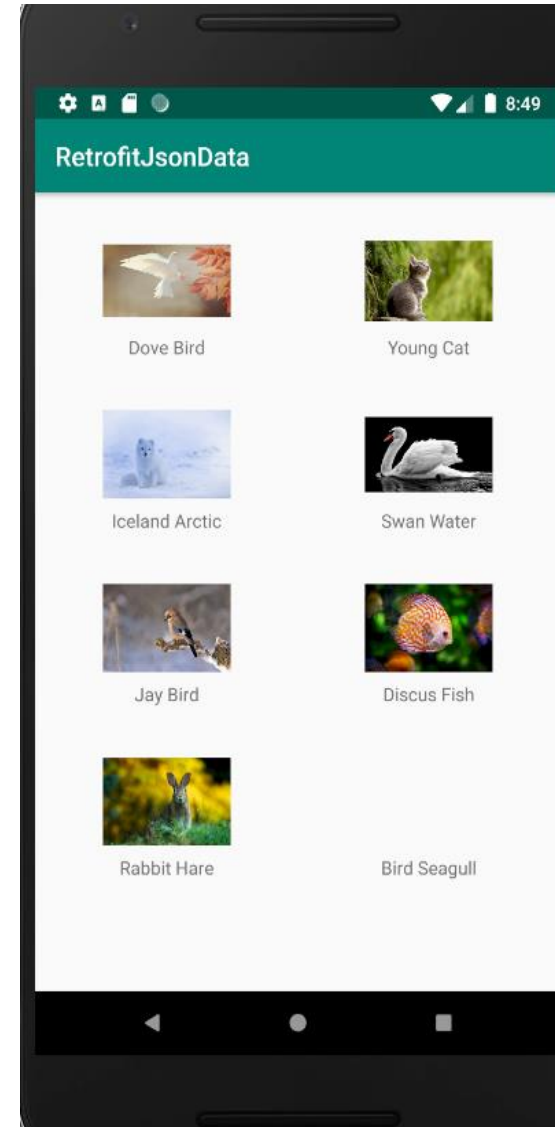 8:49
RetrofitJsonData
Dove Bird
Young Cat
Iceland Arctic
Swan Water
Jay Bird
Discus Fish
Rabbit Hare
Bird Seagull